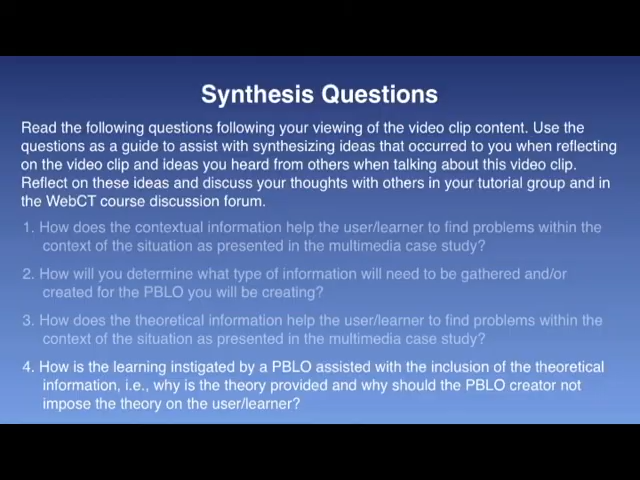 Synthesis Questions
Read the following questions following your viewing of the video clip content. Use the
questions as a guide to assist with synthesizing ideas that occurred to you when reflecting
on the video clip and ideas you heard from others when talking about this video clip.
Reflect on these ideas and discuss your thoughts with others in your tutorial group and in
the WebCT course discussion forum.
1. How does the contextual information help the user/learner to find problems within the
context of the situation as presented in the multimedia case study?
2. How will you determine what type of information will need to be gathered and/or
created for the PBLO you will be creating?
3. How does the theoretical information help the user/learner to find problems within the
context of the situation as presented in the multimedia case study?
4. How is the learning instigated by a PBLO assisted with the inclusion of the theoretical
information, i.e., why is the theory provided and why should the PBLO creator not
impose the theory on the user/learner?